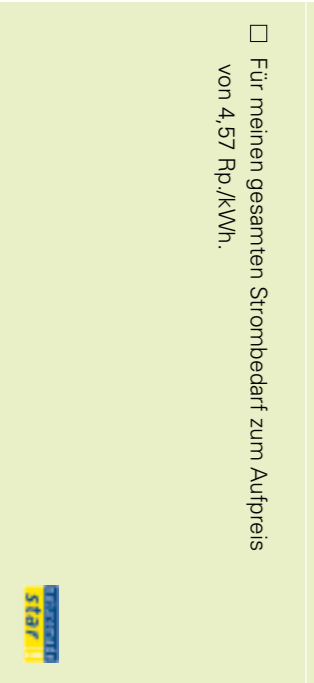 ☐ Für meinen gesamten Strombedarf zum Aufpreis
von 4,57 Rp./kWh.
star